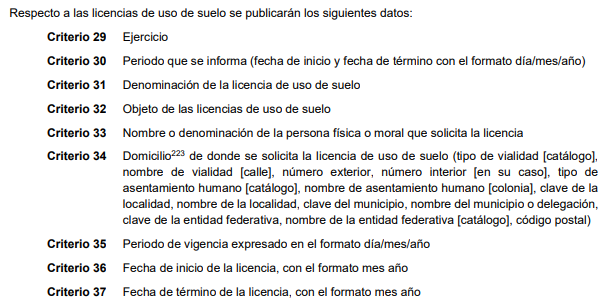 Respecto a las licencias de uso de suelo se publicarán los siguientes datos:
Criterio 29 Ejercicio
Criterio 30 Periodo que se informa (fecha de inicio y fecha de término con el formato día/mes/año)
Criterio 31 Denominación de la licencia de uso de suelo
Criterio 32 Objeto de las licencias de uso de suelo
Criterio 33 Nombre o denominación de la persona física o moral que solicita la licencia
Criterio 34 Domicilio²²³ de donde se solicita la licencia de uso de suelo (tipo de vialidad [catálogo],
nombre de vialidad [calle], número exterior, número interior [en su caso], tipo de
asentamiento humano [catálogo], nombre de asentamiento humano [colonia], clave de la
localidad, nombre de la localidad, clave del municipio, nombre del municipio o delegación,
clave de la entidad federativa, nombre de la entidad federativa [catálogo], código postal)
Criterio 35 Periodo de vigencia expresado en el formato día/mes/año
Criterio 36 Fecha de inicio de la licencia, con el formato mes año
Criterio 37 Fecha de término de la licencia, con el formato mes año